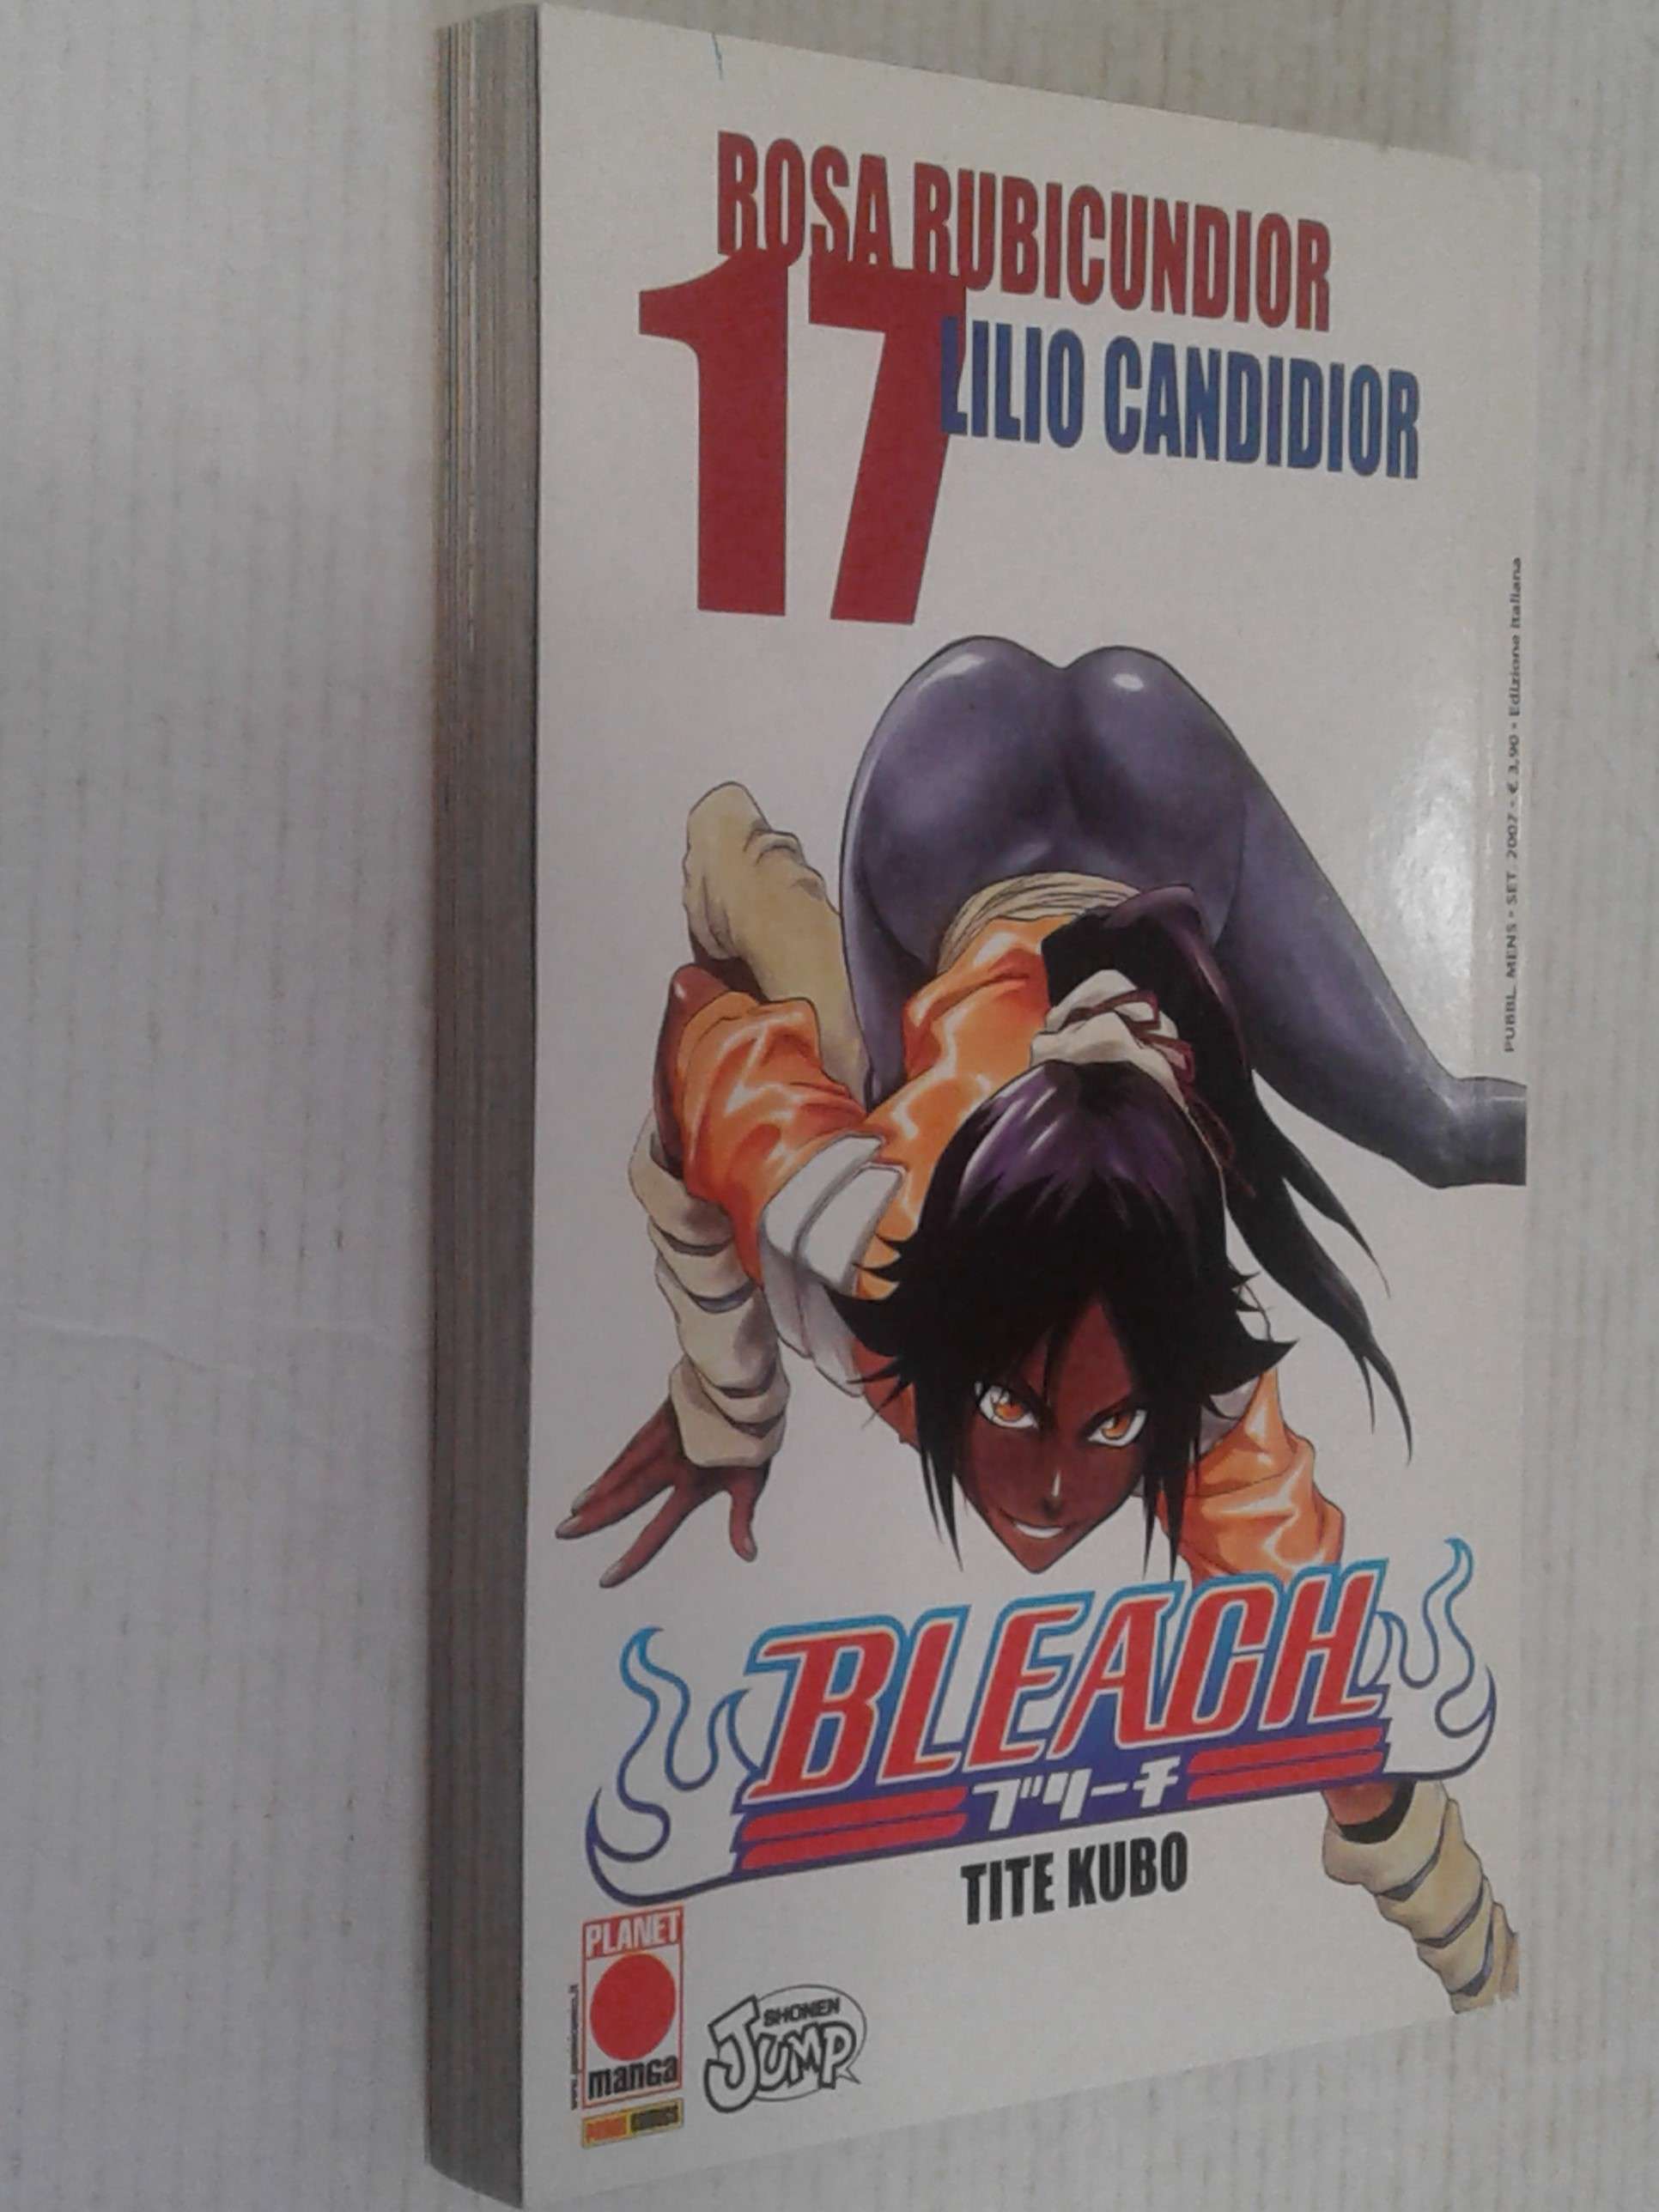 ROSA RUBICUNDIOR
17
LILIO CANDIDIOR
PUBBL. MENS - SET. 2007 - € 3,90 - Edizione italiana
BLEACH
ブリーチ
TITE KUBO
PLANET
manga
SHONEN
JUMP
PANINI COMICS